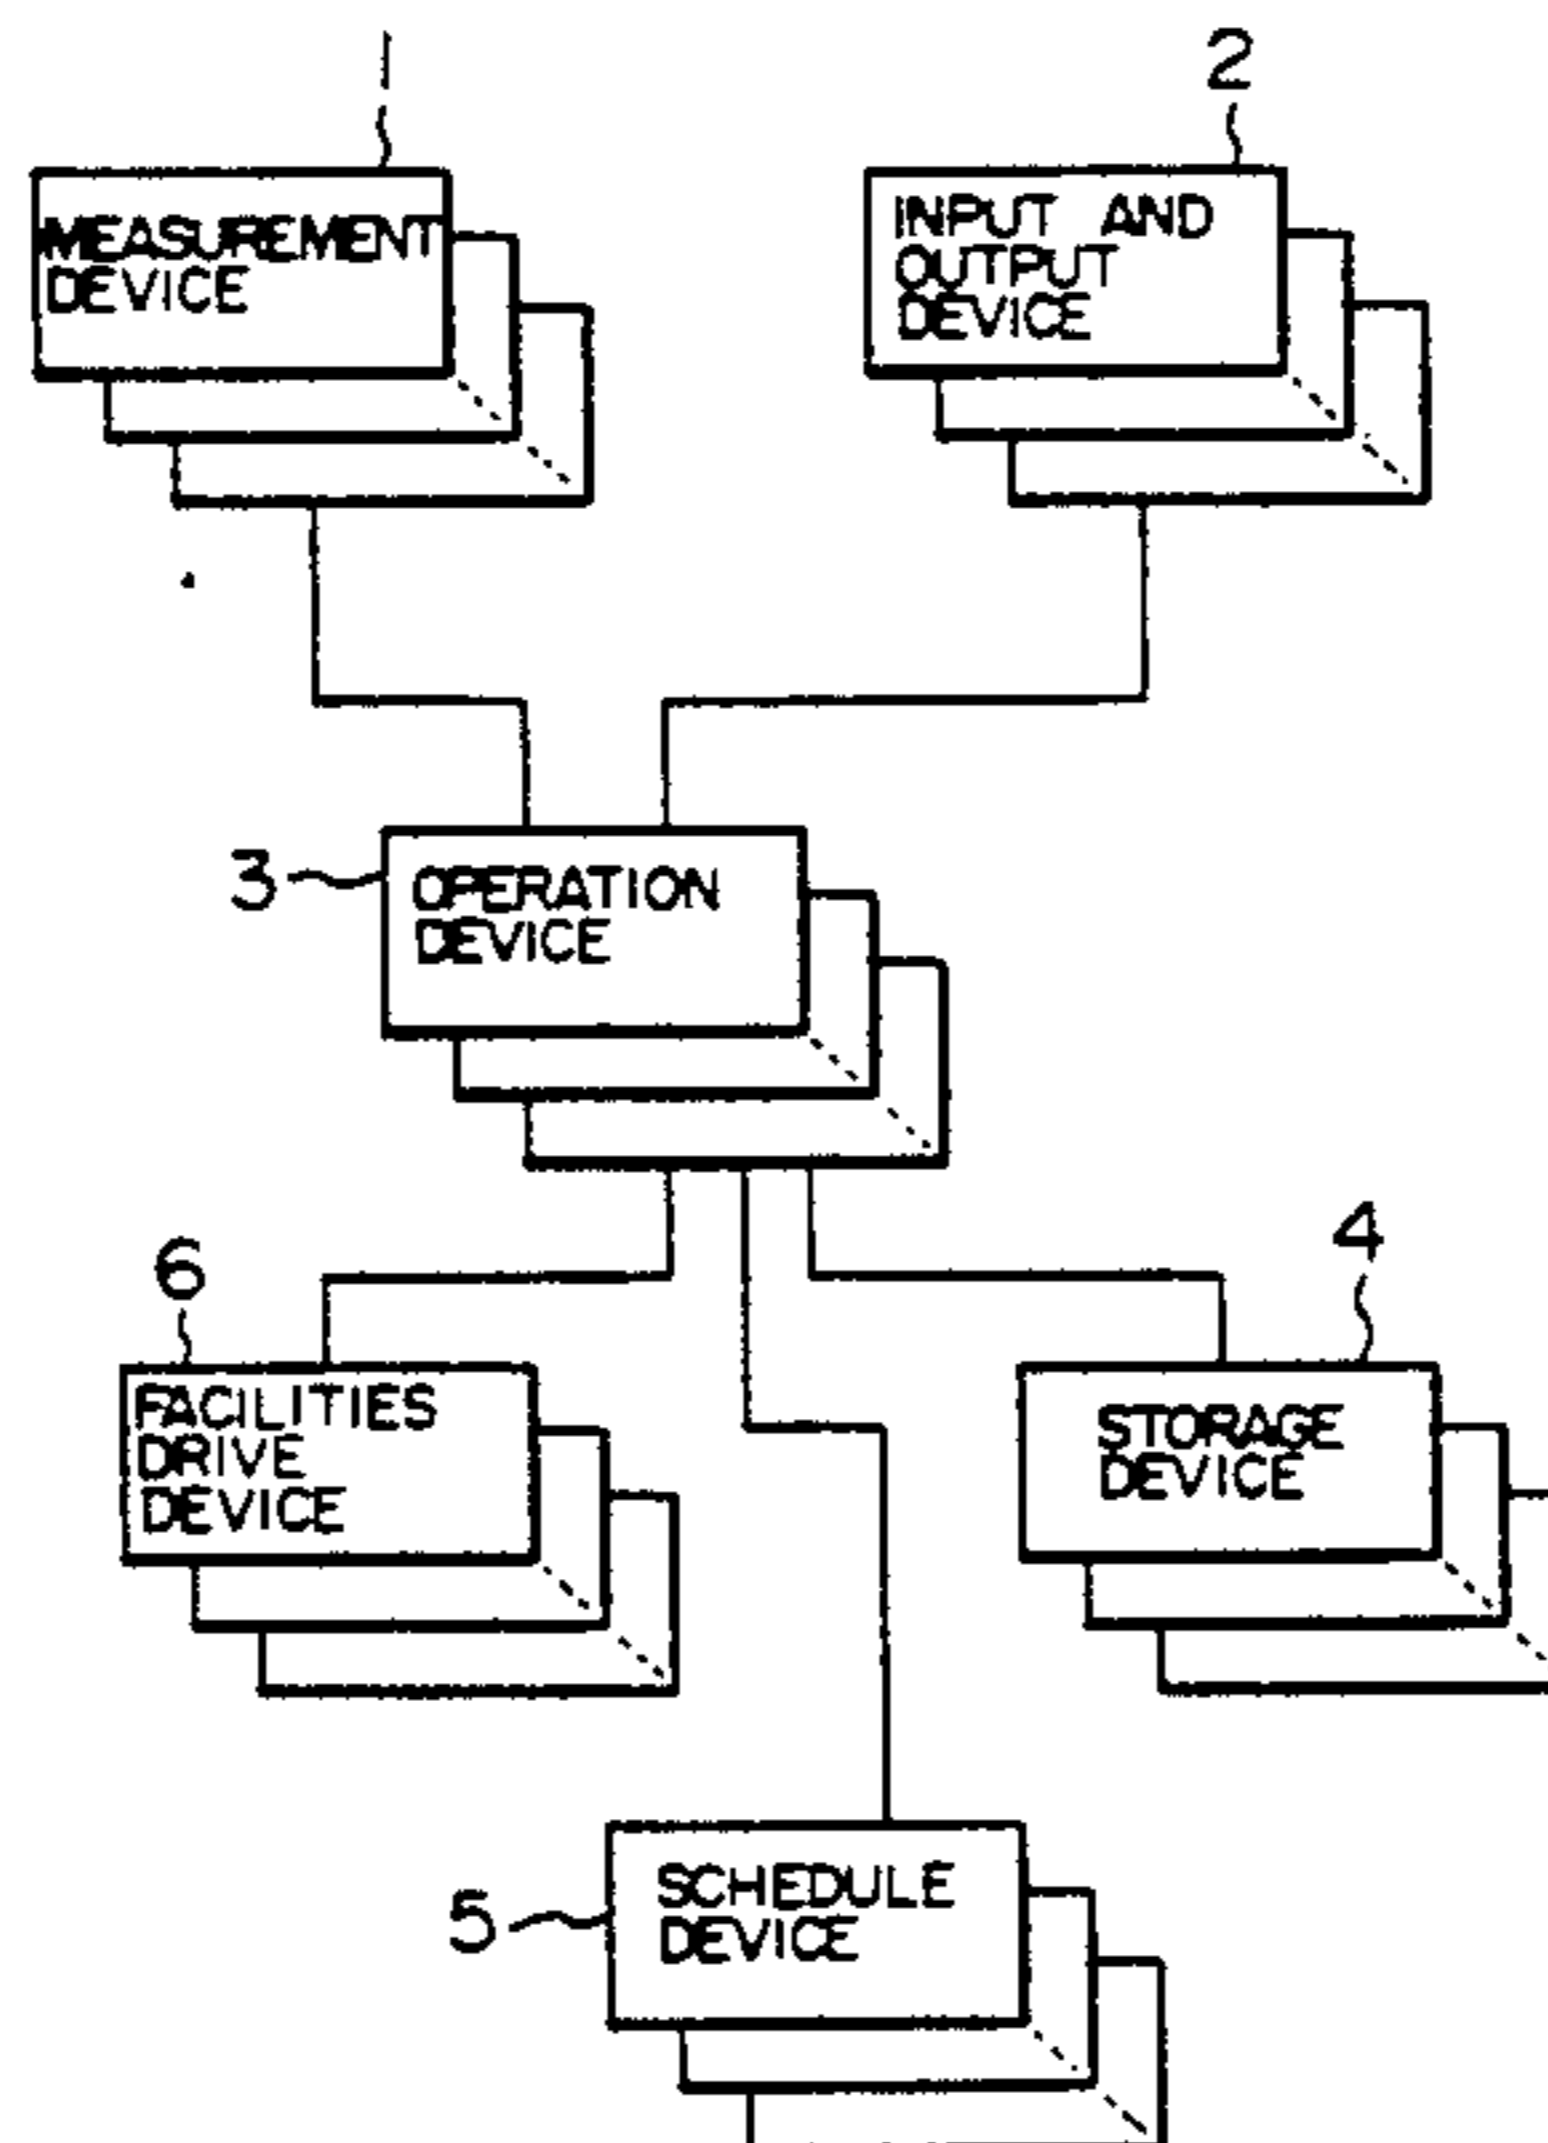 1
2
MEASUREMENT
DEVICE
INPUT AND
OUTPUT
DEVICE
3
OPERATION
DEVICE
6
4
FACILITIES
DRIVE
DEVICE
STORAGE
DEVICE
5
SCHEDULE
DEVICE